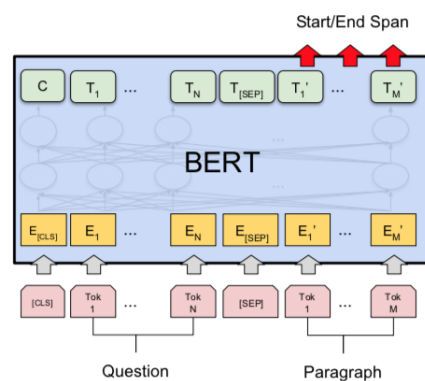 Start/End Span
C T1 ... TN T[SEP] T1' ... TM'
...
BERT
...
E[CLS] E1 ... EN E[SEP] E1' ... EM'
[CLS] Tok 1 ... Tok N [SEP] Tok 1 ... Tok M
Question Paragraph